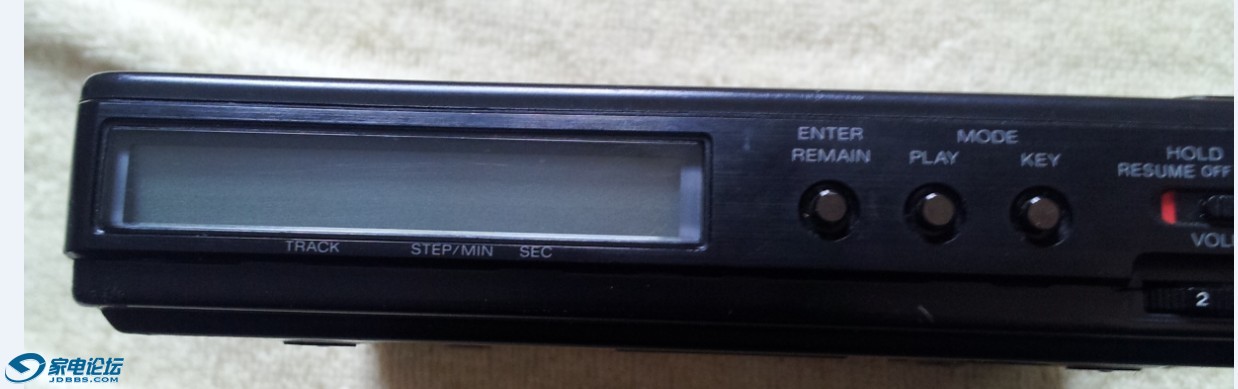 ENTER
REMAIN
MODE
PLAY KEY
HOLD
RESUME OFF
VOL
TRACK STEP/MIN SEC
2
家电论坛
JDBBS.COM